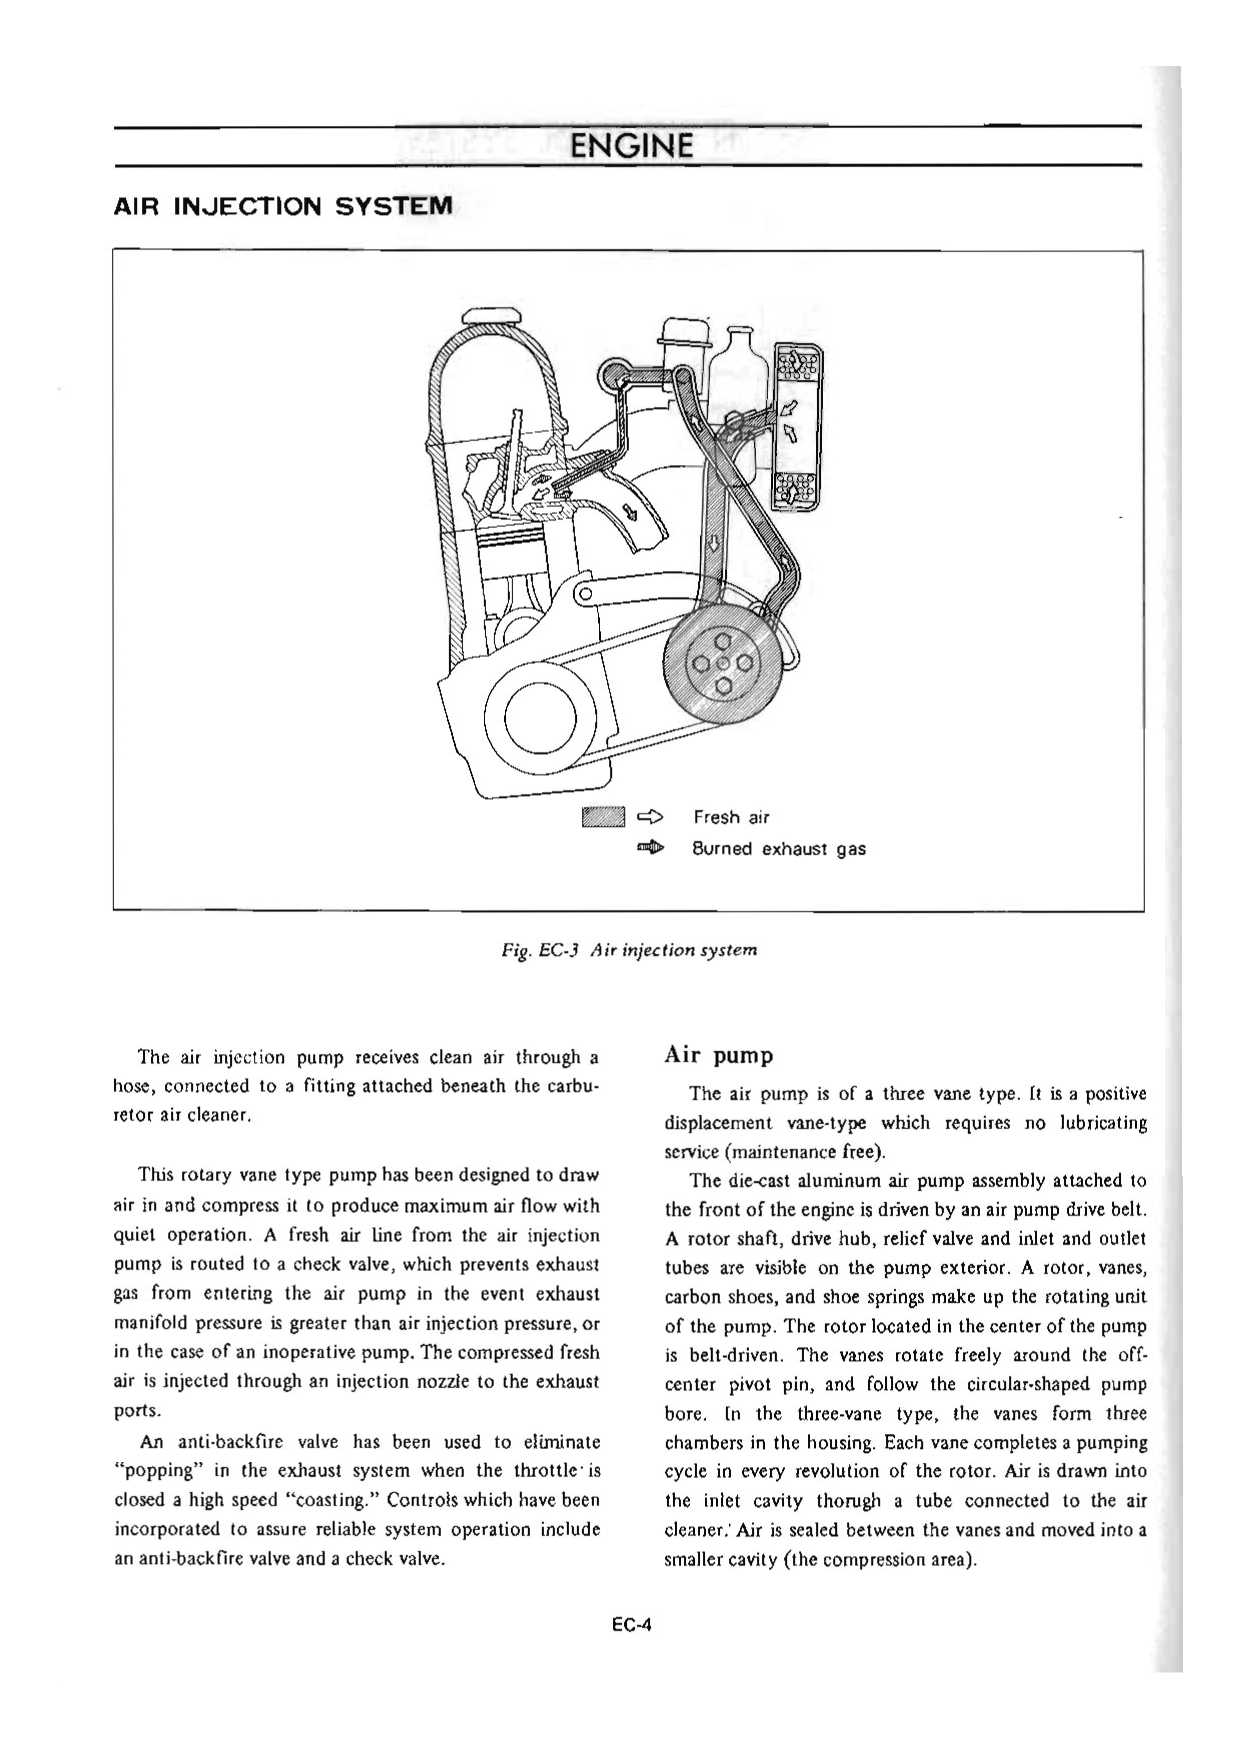 ENGINE
AIR INJECTION SYSTEM
Fresh air
Burned exhaust gas
Fig. EC-3 Air injection system
The air injection pump receives clean air through a
hose, connected to a fitting attached beneath the carbu-
retor air cleaner.
This rotary vane type pump has been designed to draw
air in and compress it to produce maximum air flow with
quiet operation. A fresh air line from the air injection
pump is routed to a check valve, which prevents exhaust
gas from entering the air pump in the event exhaust
manifold pressure is greater than air injection pressure, or
in the case of an inoperative pump. The compressed fresh
air is injected through an injection nozzle to the exhaust
ports.
An anti-backfire valve has been used to eliminate
“popping” in the exhaust system when the throttle is
closed a high speed “coasting.” Controls which have been
incorporated to assure reliable system operation include
an anti-backfire valve and a check valve.
Air pump
The air pump is of a three vane type. It is a positive
displacement vane-type which requires no lubricating
service (maintenance free).
The die-cast aluminum air pump assembly attached to
the front of the engine is driven by an air pump drive belt.
A rotor shaft, drive hub, relief valve and inlet and outlet
tubes are visible on the pump exterior. A rotor, vanes,
carbon shoes, and shoe springs make up the rotating unit
of the pump. The rotor located in the center of the pump
is belt-driven. The vanes rotate freely around the off-
center pivot pin, and follow the circular-shaped pump
bore. In the three-vane type, the vanes form three
chambers in the housing. Each vane completes a pumping
cycle in every revolution of the rotor. Air is drawn into
the inlet cavity thorugh a tube connected to the air
cleaner. Air is sealed between the vanes and moved into a
smaller cavity (the compression area).
EC-4